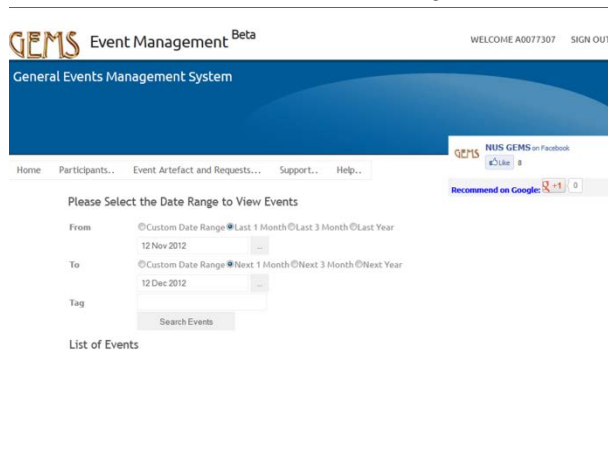 GEMS Event Management Beta
WELCOME A0077307 SIGN OUT
General Events Management System
GEMS NUS GEMS on Facebook
Like 8
Home Participants.. Event Artefact and Requests... Support.. Help..
Recommend on Google: +1 0
Please Select the Date Range to View Events
From Custom Date Range Last 1 Month Last 3 Month Last Year
12 Nov 2012 ...
To Custom Date Range Next 1 Month Next 3 Month Next Year
12 Dec 2012 ...
Tag
Search Events
List of Events